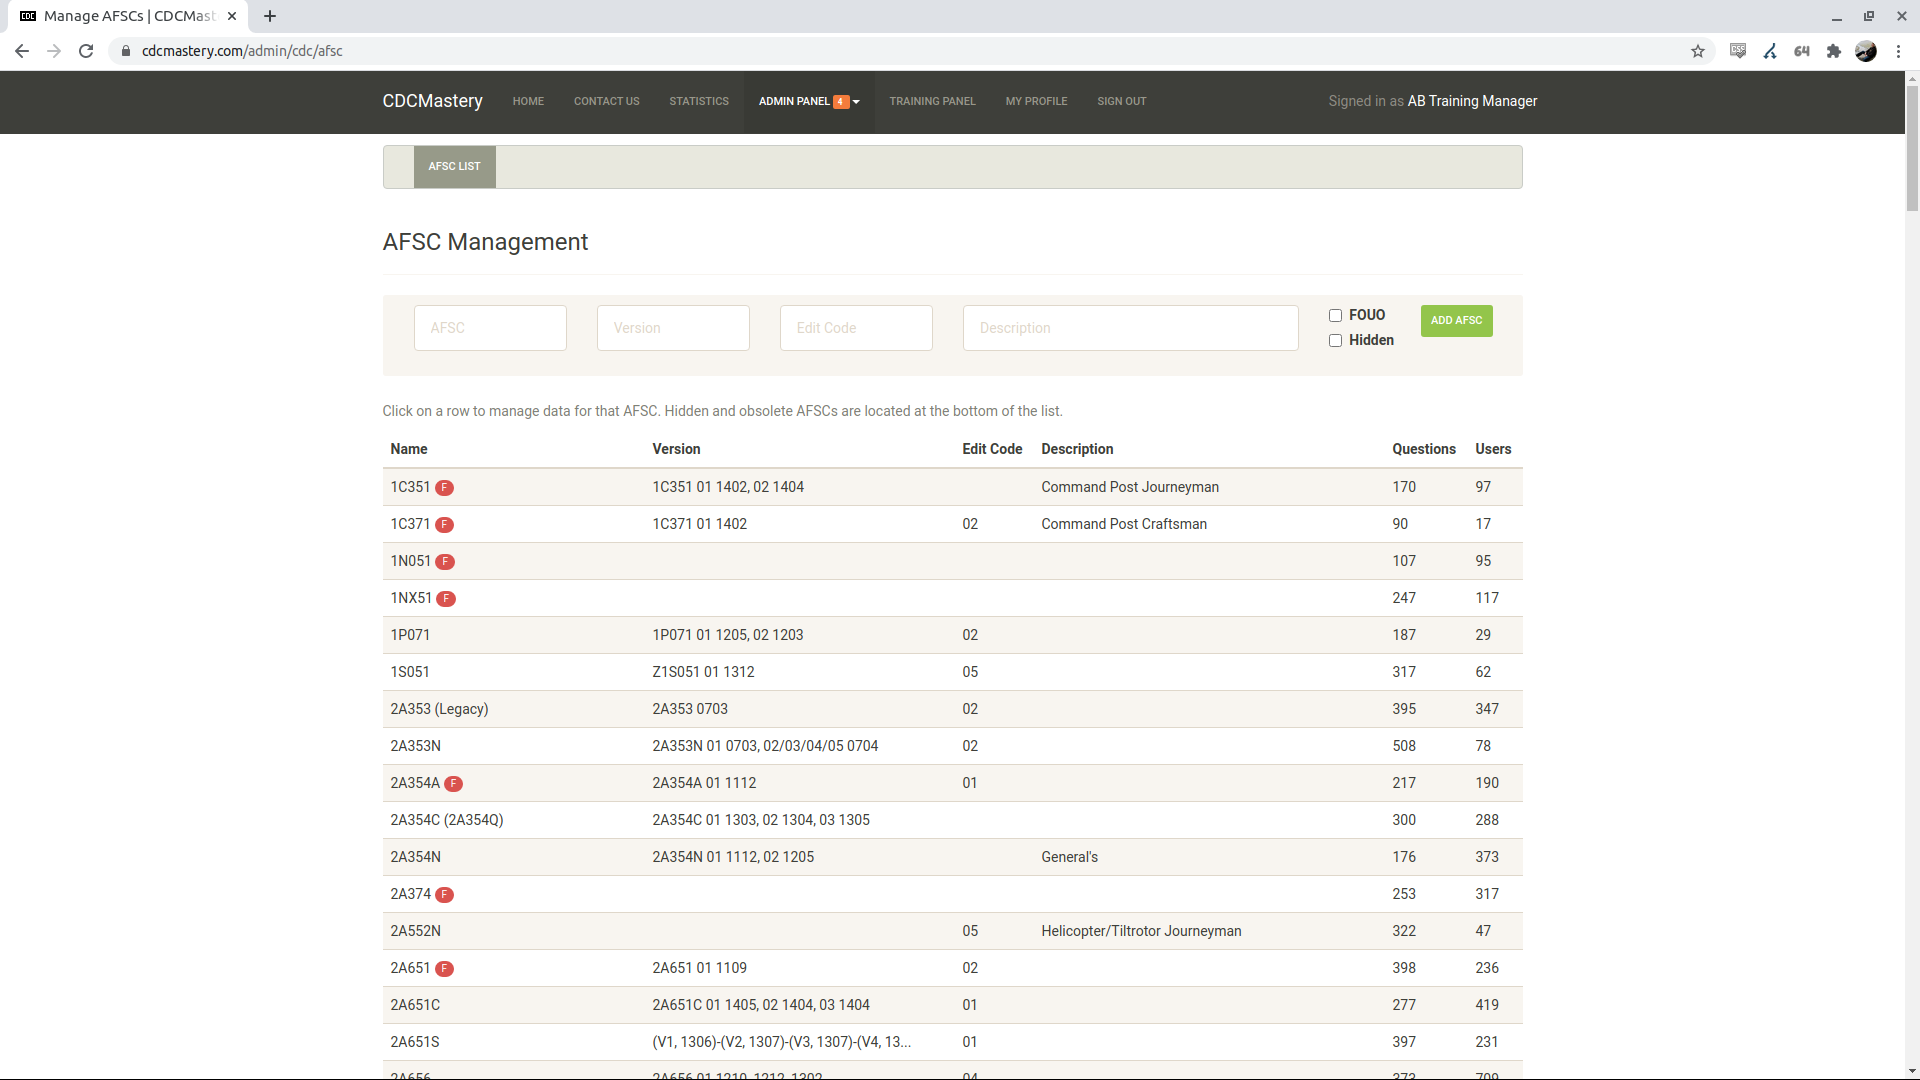 Manage AFSCs | CDCMast
cdcmastery.com/admin/cdc/afsc
CDCMastery HOME CONTACT US STATISTICS ADMIN PANEL 4 TRAINING PANEL MY PROFILE SIGN OUT Signed in as AB Training Manager
AFSC LIST
AFSC Management
AFSC Version Edit Code Description FOUO ADD AFSC
Hidden
Click on a row to manage data for that AFSC. Hidden and obsolete AFSCs are located at the bottom of the list.
Name Version Edit Code Description Questions Users
1C351 F 1C351 01 1402, 02 1404 Command Post Journeyman 170 97
1C371 F 1C371 01 1402 02 Command Post Craftsman 90 17
1N051 F 107 95
1NX51 F 247 117
1P071 1P071 01 1205, 02 1203 02 187 29
1S051 Z1S051 01 1312 05 317 62
2A353 (Legacy) 2A353 0703 02 395 347
2A353N 2A353N 01 0703, 02/03/04/05 0704 02 508 78
2A354A F 2A354A 01 1112 01 217 190
2A354C (2A354Q) 2A354C 01 1303, 02 1304, 03 1305 300 288
2A354N 2A354N 01 1112, 02 1205 General's 176 373
2A374 F 253 317
2A552N 05 Helicopter/Tiltrotor Journeyman 322 47
2A651 F 2A651 01 1109 02 398 236
2A651C 2A651C 01 1405, 02 1404, 03 1404 01 277 419
2A651S (V1, 1306)-(V2, 1307)-(V3, 1307)-(V4, 13... 01 397 231
2A656 2A656 01 1210, 1212, 1302 04 373 709